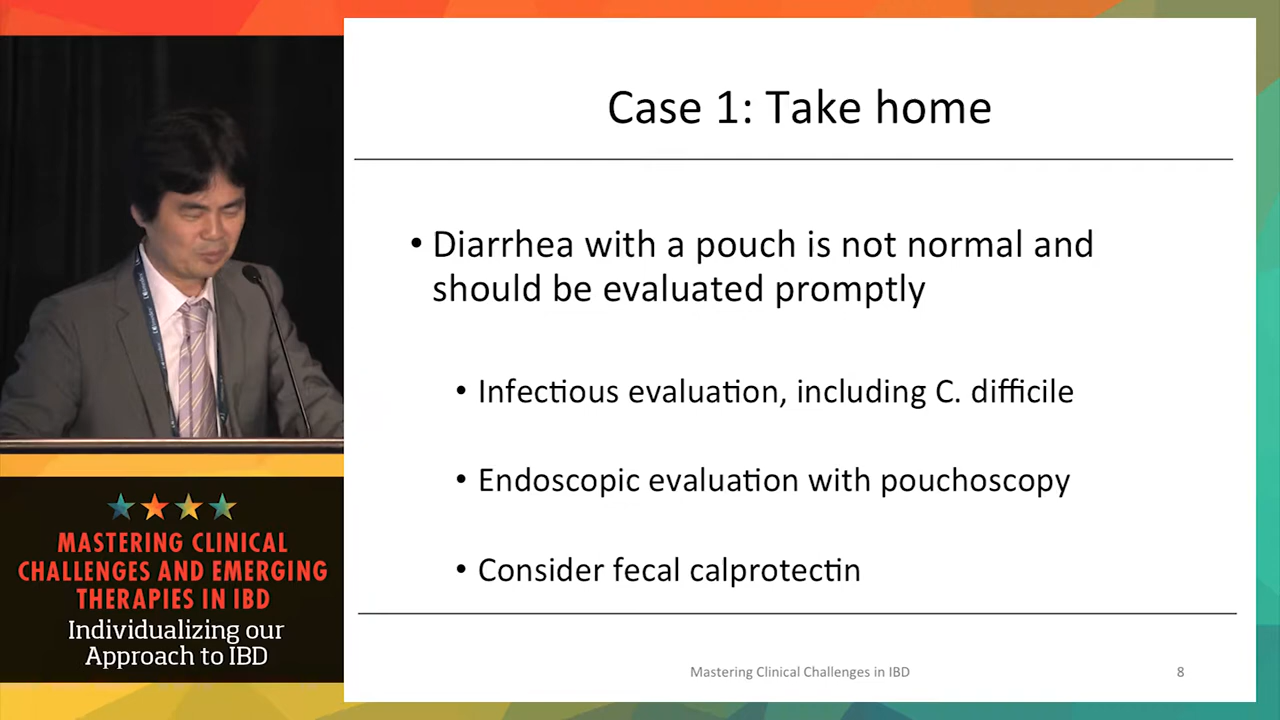 Case 1: Take home
• Diarrhea with a pouch is not normal and
should be evaluated promptly
• Infectious evaluation, including C. difficile
• Endoscopic evaluation with pouchoscopy
• Consider fecal calprotectin
Mastering Clinical Challenges in IBD
8
MASTERING CLINICAL
CHALLENGES AND EMERGING
THERAPIES IN IBD
Individualizing our
Approach to IBD